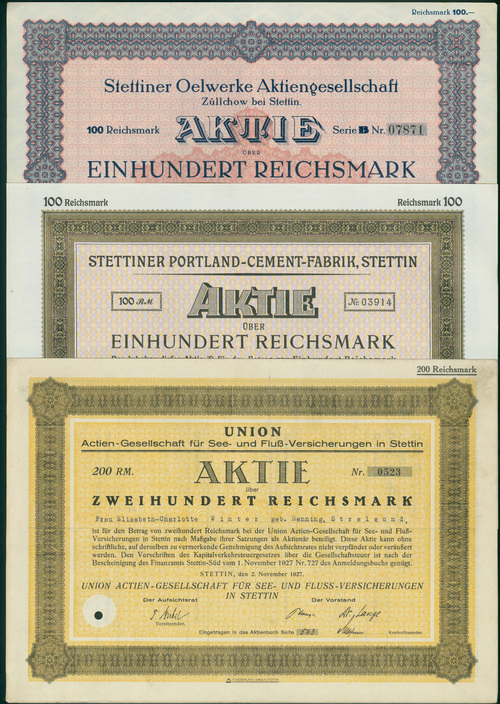 Reichsmark 100.—
Stettiner Oelwerke Aktiengesellschaft
Züllchow bei Stettin.
100 Reichsmark AKTIE Serie B Nr. 07871
ÜBER
EINHUNDERT REICHSMARK
100 Reichsmark Reichsmark 100
STETTINER PORTLAND-CEMENT-FABRIK, STETTIN
100 RM AKTIE No 03914
ÜBER
EINHUNDERT REICHSMARK
200 Reichsmark
UNION
Actien-Gesellschaft für See- und Fluß-Versicherungen in Stettin
200 RM. AKTIE Nr. 0523
über
ZWEIHUNDERT REICHSMARK
Frau Elisabeth-Charlotte Winter geb. Henning, Stralsund,
ist für den Betrag von zweihundert Reichsmark bei der Union Actien-Gesellschaft für See- und Fluß-
Versicherungen in Stettin nach Maßgabe ihrer Satzungen als Aktionär beteiligt. Diese Aktie kann ohne
schriftliche, auf derselben zu vermerkende Genehmigung des Aufsichtsrates nicht verpfändet oder veräußert
werden. Den Vorschriften des Kapitalverkehrsteuergesetzes über die Gesellschaftsteuer ist nach der
Bescheinigung des Finanzamts Stettin-Süd vom 1. November 1927 Nr. 727 des Anmeldungsbuchs genügt.
STETTIN, den 2. November 1927.
UNION ACTIEN-GESELLSCHAFT FÜR SEE- UND FLUSS-VERSICHERUNGEN
IN STETTIN
Der Aufsichtsrat Der Vorstand
Vorsitzender.
Eingetragen in das Aktienbuch Seite 523 Kontrollbeamter.